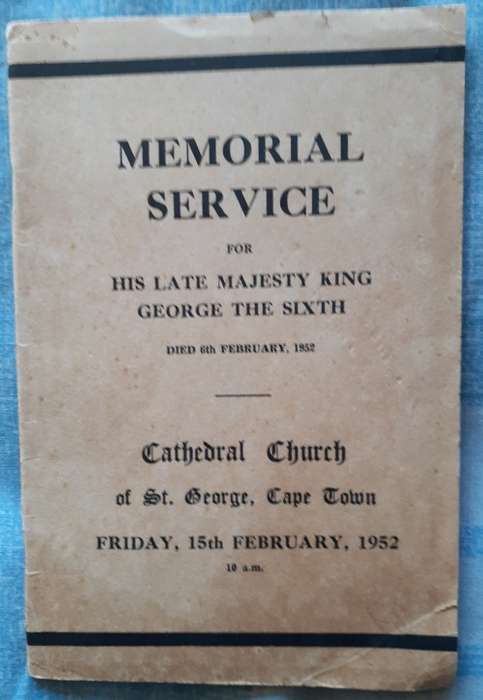 MEMORIAL
SERVICE
FOR
HIS LATE MAJESTY KING
GEORGE THE SIXTH
DIED 6th FEBRUARY, 1952
Cathedral Church
of St. George, Cape Town
FRIDAY, 15th FEBRUARY, 1952
10 a.m.